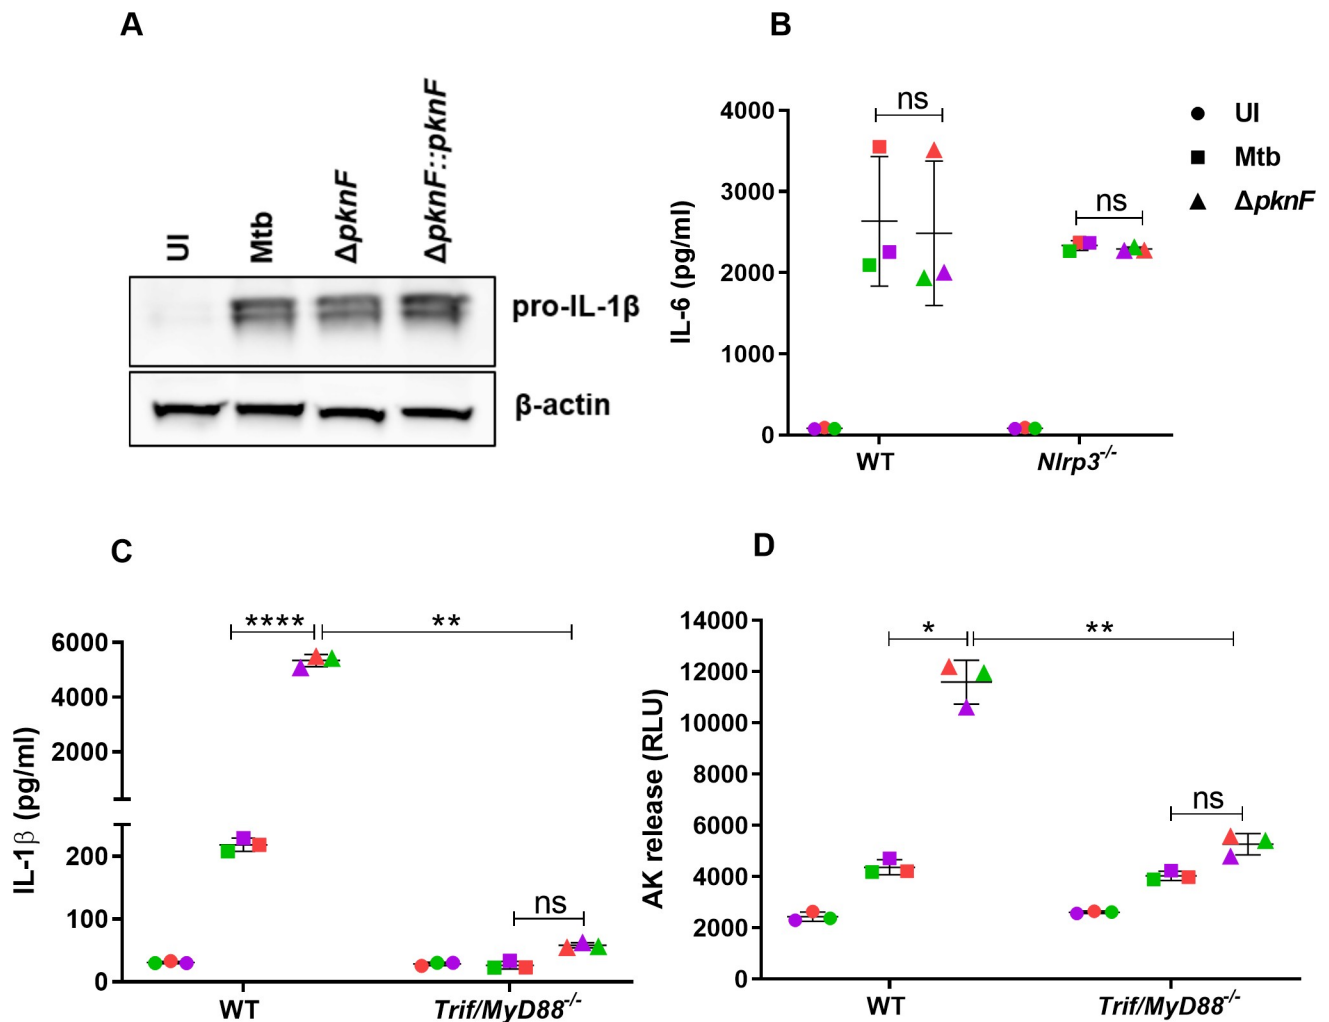 A
UI
Mtb
ΔpknF
ΔpknF::pknF
pro-IL-1β
β-actin
B
IL-6 (pg/ml)
4000
3000
2000
1000
0
ns
ns
WT
Nlrp3-/-
UI
Mtb
ΔpknF
C
IL-1β (pg/ml)
6000
4000
2000
200
100
0
****
**
ns
WT
Trif/MyD88-/-
D
AK release (RLU)
14000
12000
10000
8000
6000
4000
2000
0
*
**
ns
WT
Trif/MyD88-/-